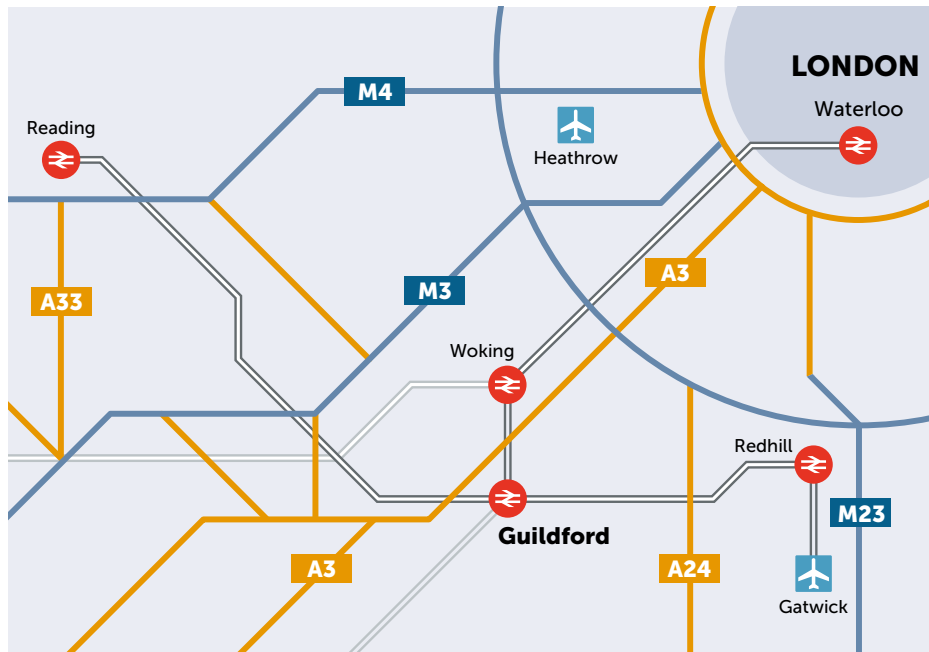 LONDON
M4
Waterloo
Reading
Heathrow
A3
M3
A33
Woking
Redhill
M23
Guildford
A3
A24
Gatwick